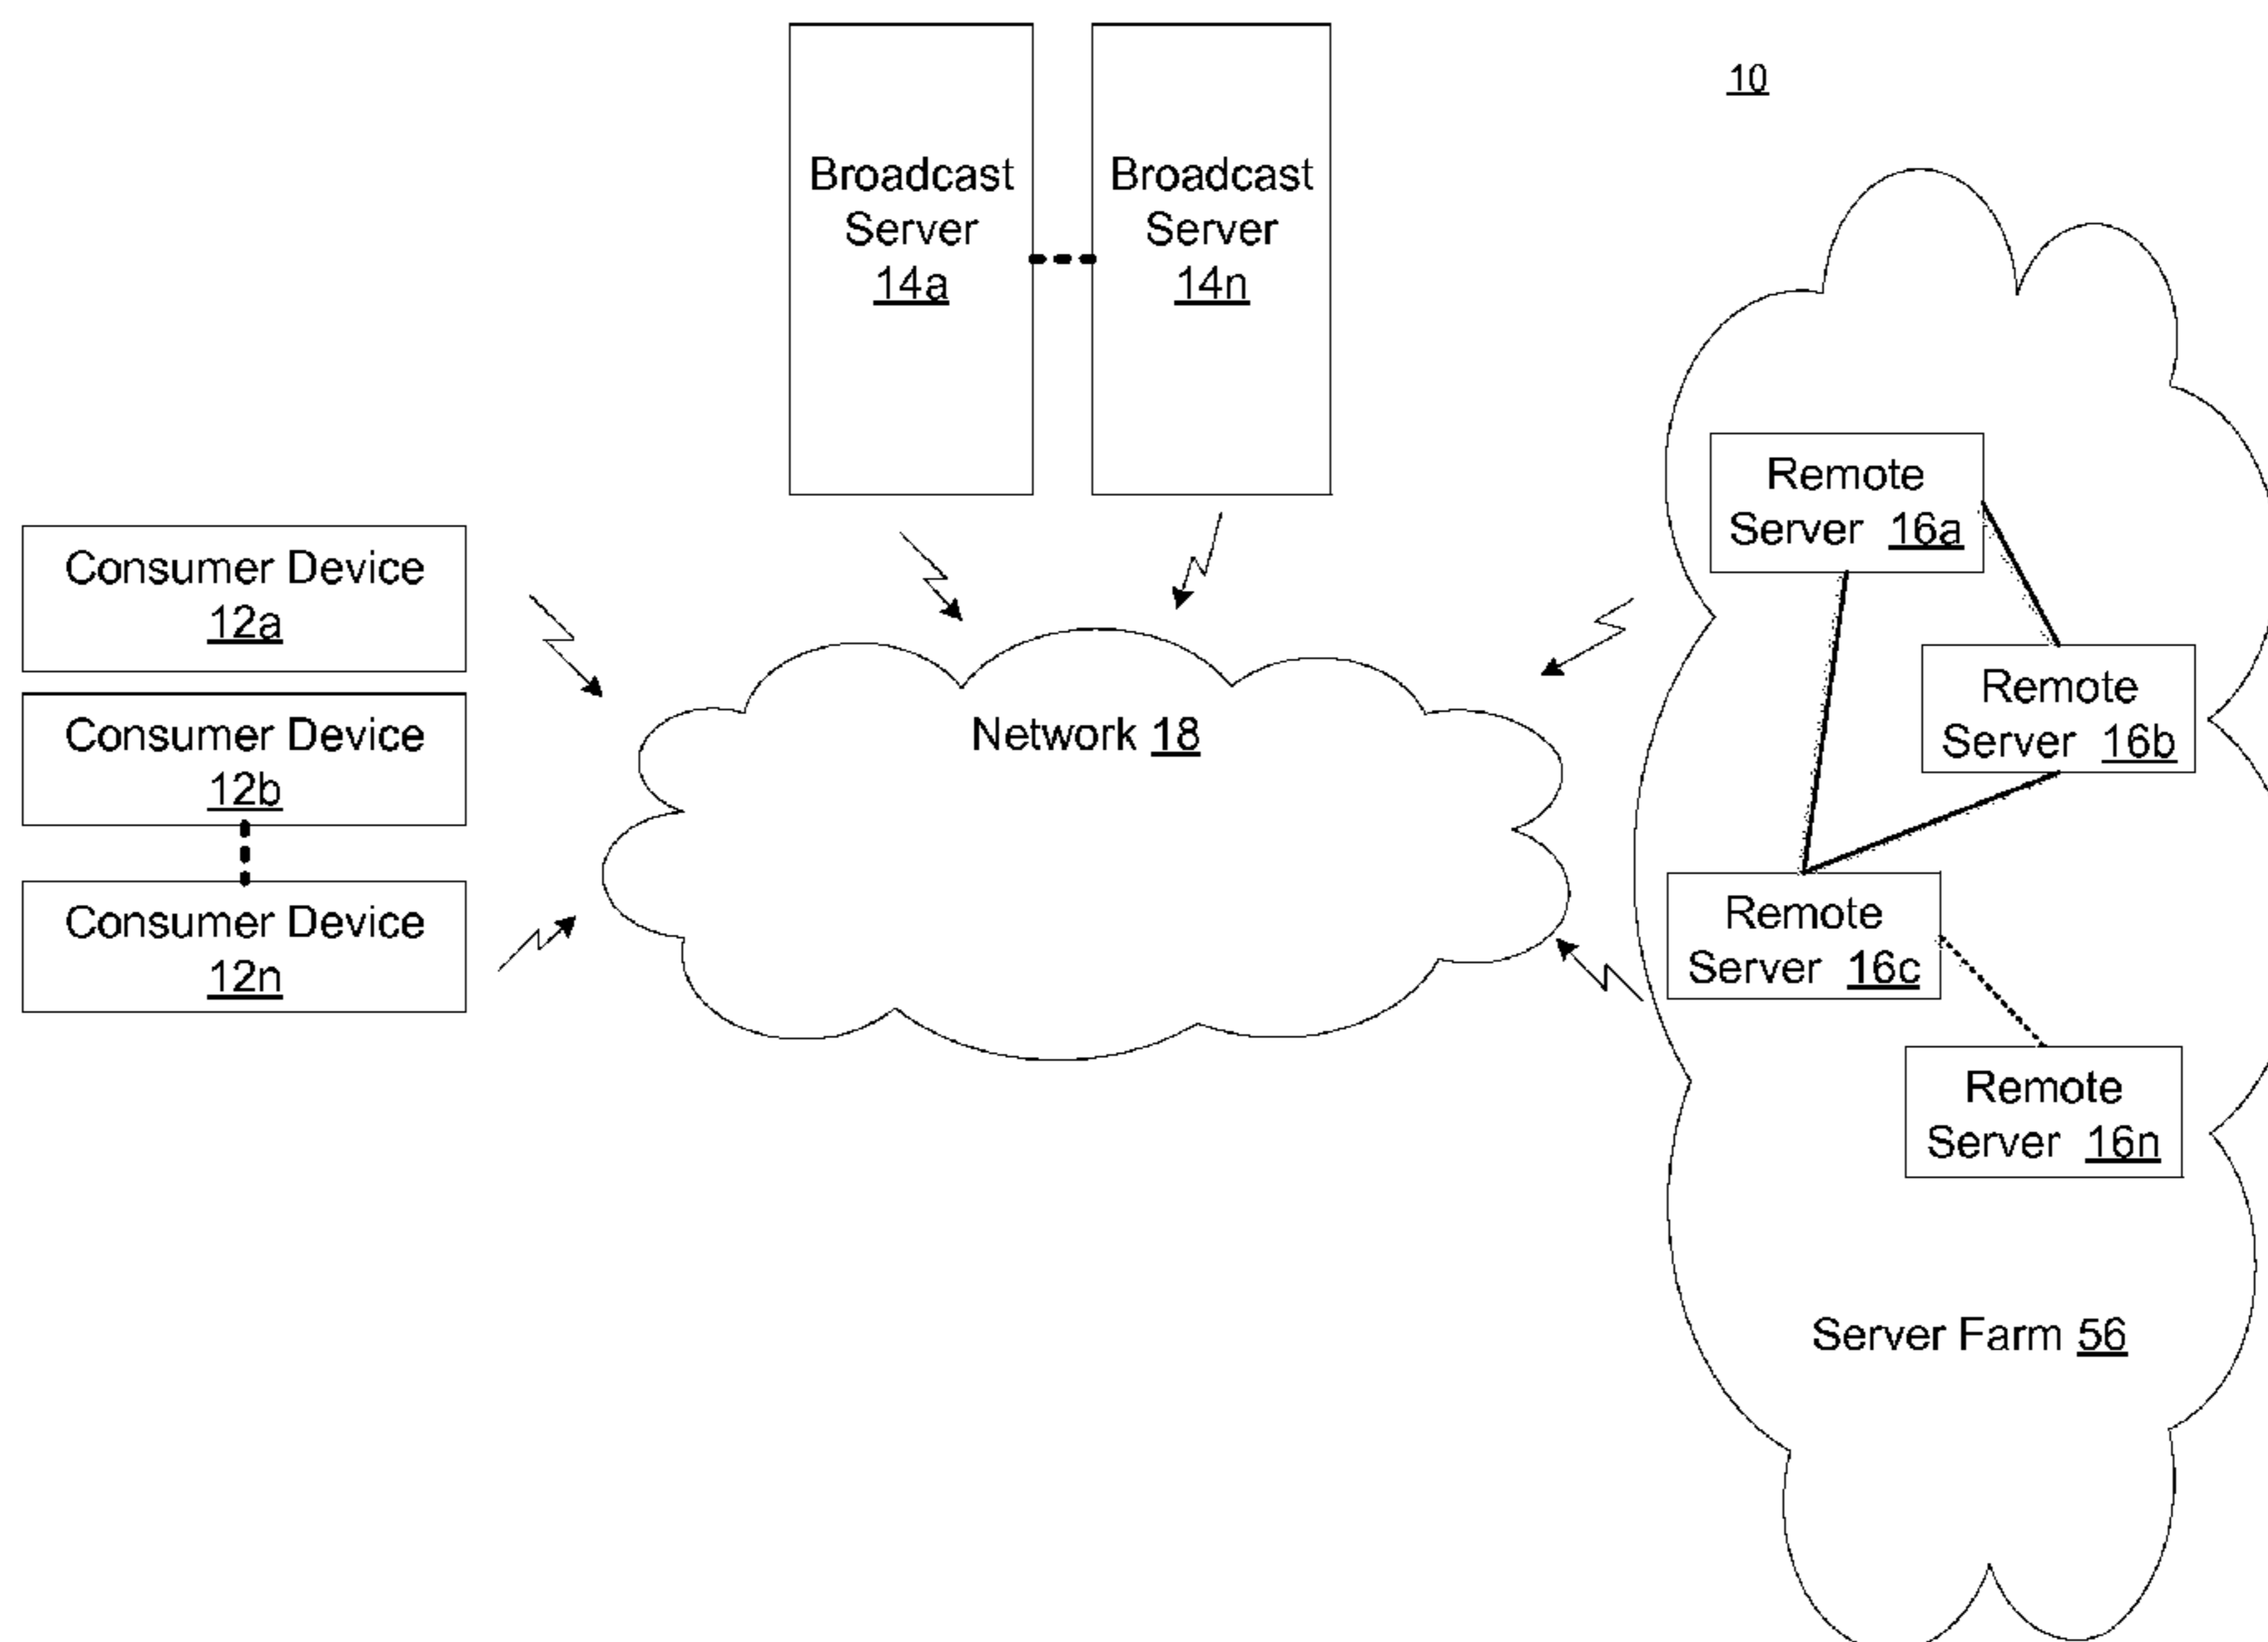 10
Broadcast
Server
14a
Broadcast
Server
14n
Consumer Device
12a
Consumer Device
12b
Consumer Device
12n
Network 18
Remote
Server 16a
Remote
Server 16b
Remote
Server 16c
Remote
Server 16n
Server Farm 56